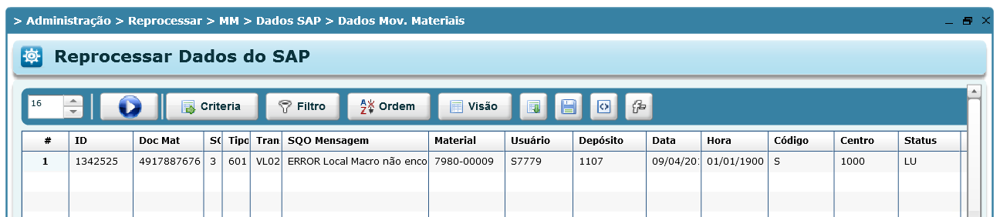 > Administração > Reprocessar > MM > Dados SAP > Dados Mov. Materiais
Reprocessar Dados do SAP
16 Criteria Filtro Ordem Visão
# ID Doc Mat SQ Tipo Tran SQO Mensagem Material Usuário Depósito Data Hora Código Centro Status
1 1342525 4917887676 3 601 VL02 ERROR Local Macro não enco 7980-00009 S7779 1107 09/04/20 01/01/1900 S 1000 LU